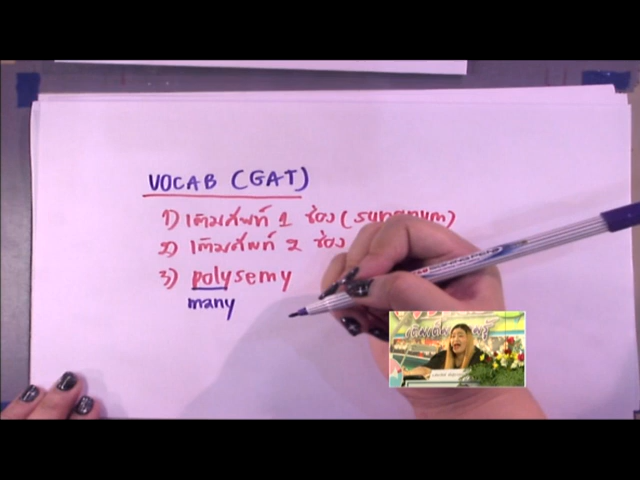 VOCAB (GAT)
1) เติมศัพท์ 1 ช่อง (synonym)
2) เติมศัพท์ 2 ช่อง
3) polysemy
many